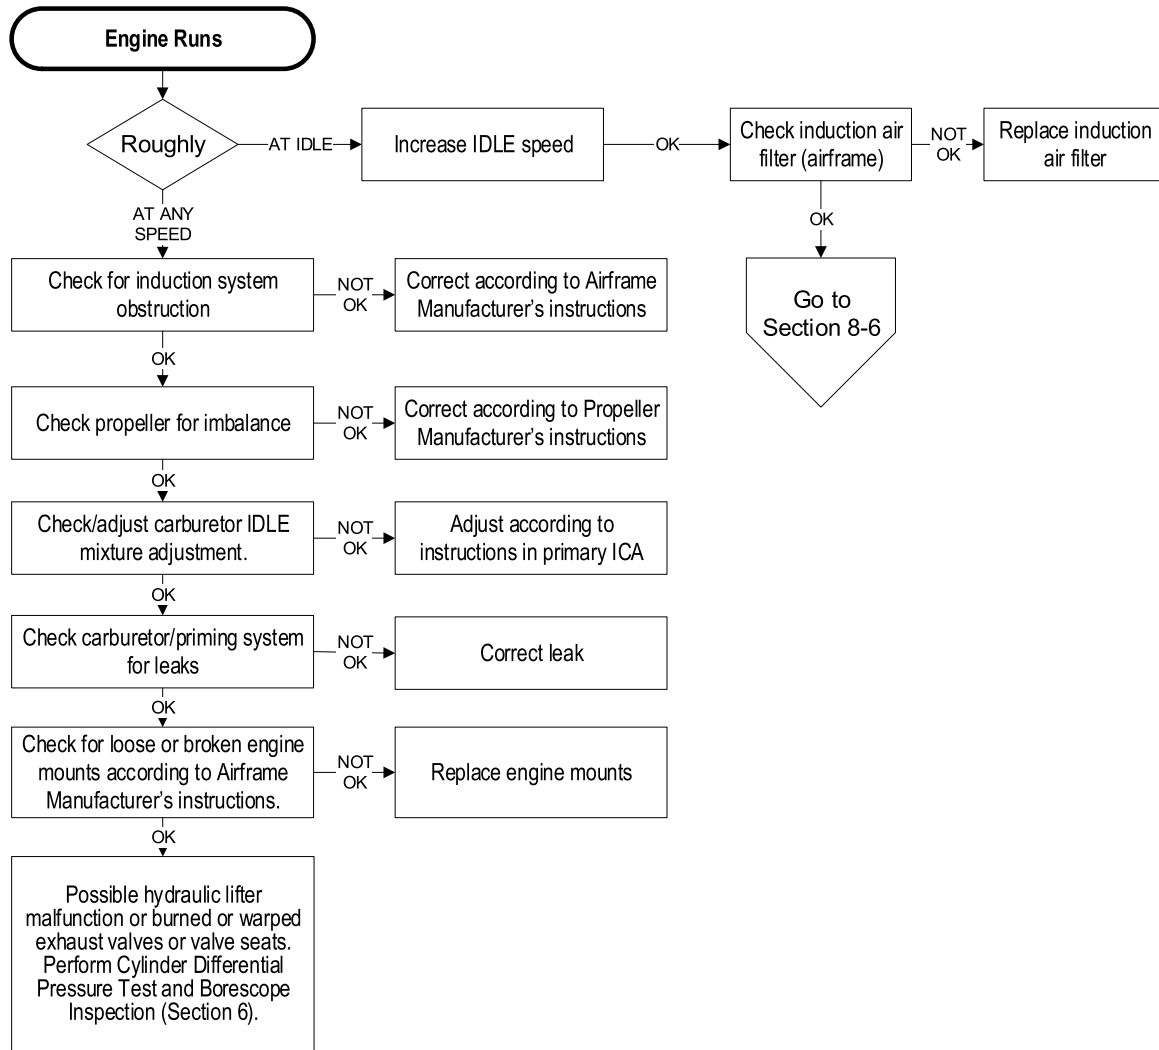 Engine Runs
Roughly
AT IDLE
Increase IDLE speed
OK
Check induction air
filter (airframe)
NOT
OK
Replace induction
air filter
OK
Go to
Section 8-6
AT ANY
SPEED
Check for induction system
obstruction
NOT
OK
Correct according to Airframe
Manufacturer’s instructions
OK
Check propeller for imbalance
NOT
OK
Correct according to Propeller
Manufacturer’s instructions
OK
Check/adjust carburetor IDLE
mixture adjustment.
NOT
OK
Adjust according to
instructions in primary ICA
OK
Check carburetor/priming system
for leaks
NOT
OK
Correct leak
OK
Check for loose or broken engine
mounts according to Airframe
Manufacturer’s instructions.
NOT
OK
Replace engine mounts
OK
Possible hydraulic lifter
malfunction or burned or warped
exhaust valves or valve seats.
Perform Cylinder Differential
Pressure Test and Borescope
Inspection (Section 6).